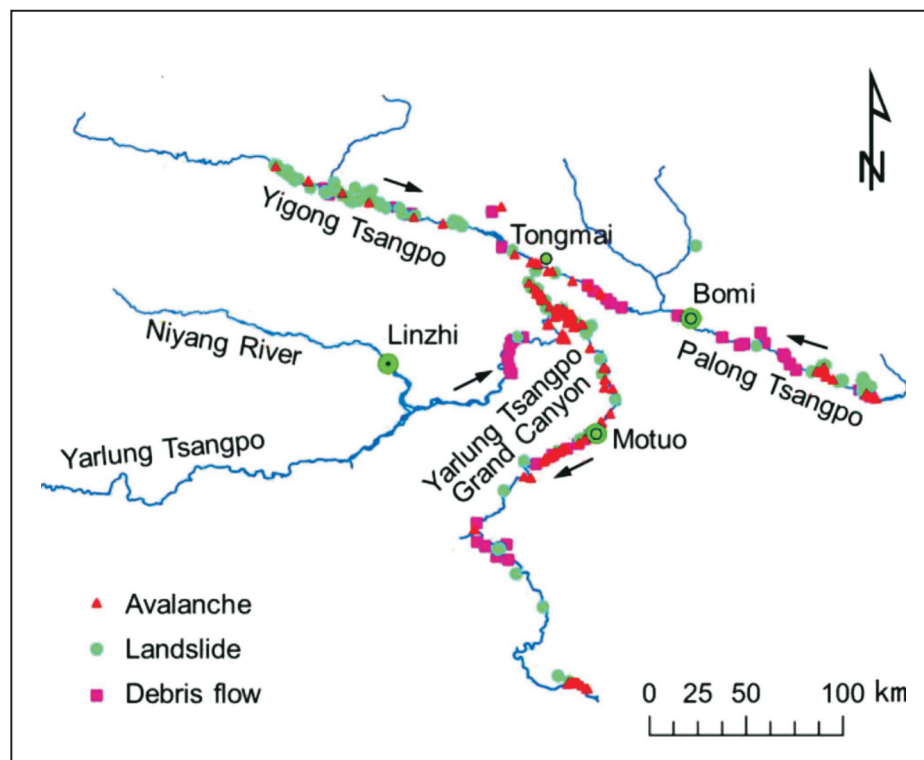 N
Yigong Tsangpo
Tongmai
Bomi
Niyang River
Linzhi
Palong Tsangpo
Yarlung Tsangpo
Grand Canyon
Yarlung Tsangpo
Motuo
Avalanche
Landslide
Debris flow
0 25 50 100 km